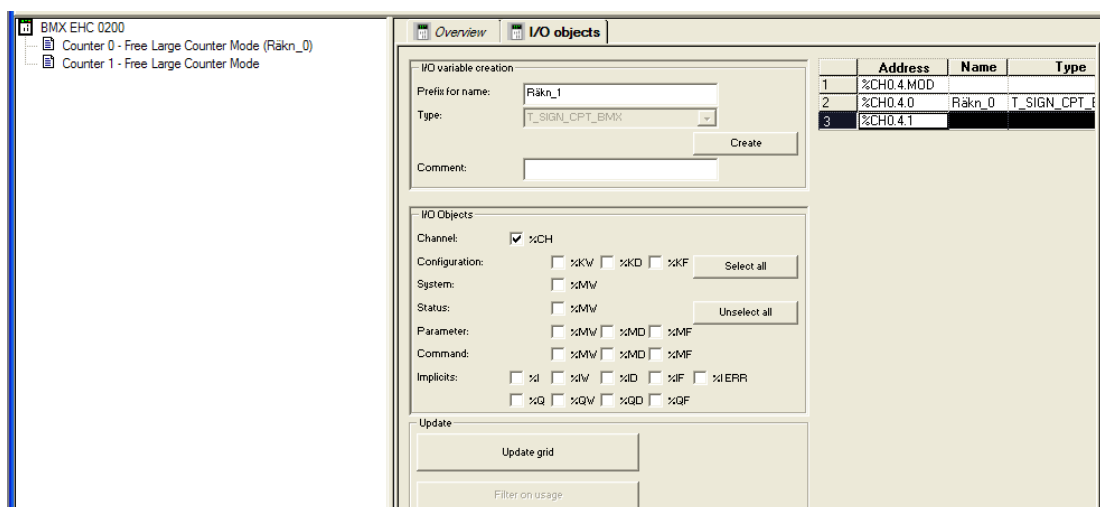 BMX EHC 0200
Counter 0 - Free Large Counter Mode (Räkn_0)
Counter 1 - Free Large Counter Mode
Overview
I/O objects
I/O variable creation
Prefix for name:
Räkn_1
Type:
T_SIGN_CPT_BMX
Create
Comment:
I/O Objects
Channel: %CH
Configuration: %KW %KD %KF Select all
System: %MW
Status: %MW Unselect all
Parameter: %MW %MD %MF
Command: %MW %MD %MF
Implicits: %I %IW %ID %IF %IERR
%Q %QW %QD %QF
Update
Update grid
Filter on usage
Address Name Type
1 %CH0.4.MOD
2 %CH0.4.0 Räkn_0 T_SIGN_CPT_B
3 %CH0.4.1